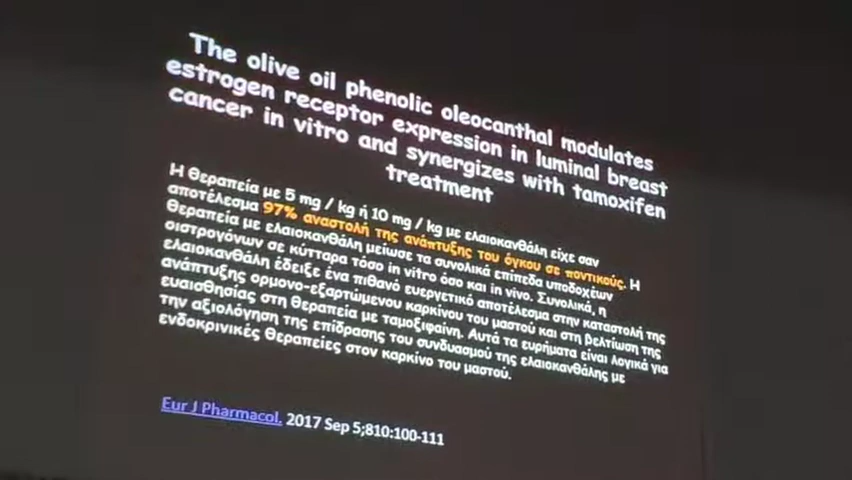 The olive oil phenolic oleocanthal modulates
estrogen receptor expression in luminal breast
cancer in vitro and synergizes with tamoxifen
treatment
Η θεραπεία με 5 mg / kg ή 10 mg / kg με ελαιοκανθάλη είχε σαν
αποτέλεσμα 97% αναστολή της ανάπτυξης του όγκου σε ποντικούς. Η
θεραπεία με ελαιοκανθάλη μείωσε τα συνολικά επίπεδα υποδοχέων
οιστρογόνων σε κύτταρα τόσο in vitro όσο και in vivo. Συνολικά, η
ελαιοκανθάλη έδειξε ένα πιθανό ευεργετικό αποτέλεσμα στην καταστολή της
ανάπτυξης ορμονο-εξαρτώμενου καρκίνου του μαστού και στη βελτίωση της
ευαισθησίας στη θεραπεία με ταμοξιφαίνη. Αυτά τα ευρήματα είναι λογικά για
την αξιολόγηση της επίδρασης του συνδυασμού της ελαιοκανθάλης με
ενδοκρινικές θεραπείες στον καρκίνο του μαστού.
Eur J Pharmacol. 2017 Sep 5;810:100-111